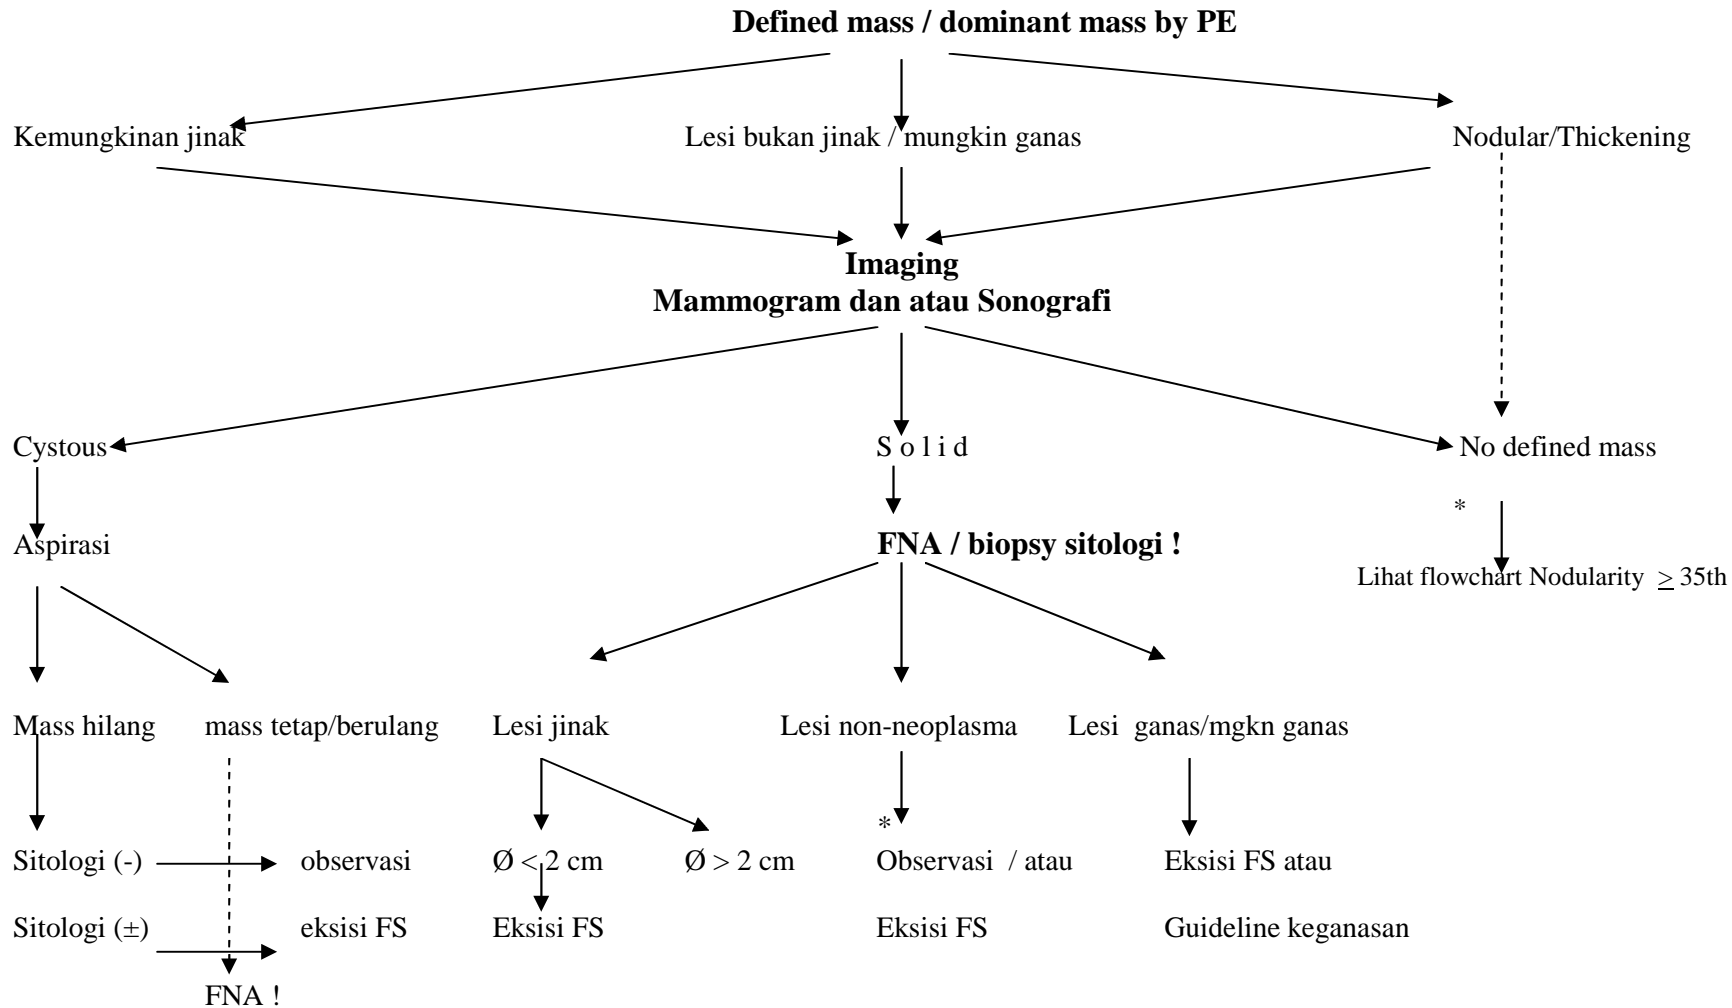 Defined mass / dominant mass by PE
Kemungkinan jinak Lesi bukan jinak / mungkin ganas Nodular/Thickening
Imaging
Mammogram dan atau Sonografi
Cystous S o l i d No defined mass
*
Aspirasi FNA / biopsy sitologi !
Lihat flowchart Nodularity ≥ 35th
Mass hilang mass tetap/berulang Lesi jinak Lesi non-neoplasma Lesi ganas/mgkn ganas
*
Sitologi (-) observasi Ø < 2 cm Ø > 2 cm Observasi / atau Eksisi FS atau
Sitologi (±) eksisi FS Eksisi FS Eksisi FS Guideline keganasan
FNA !